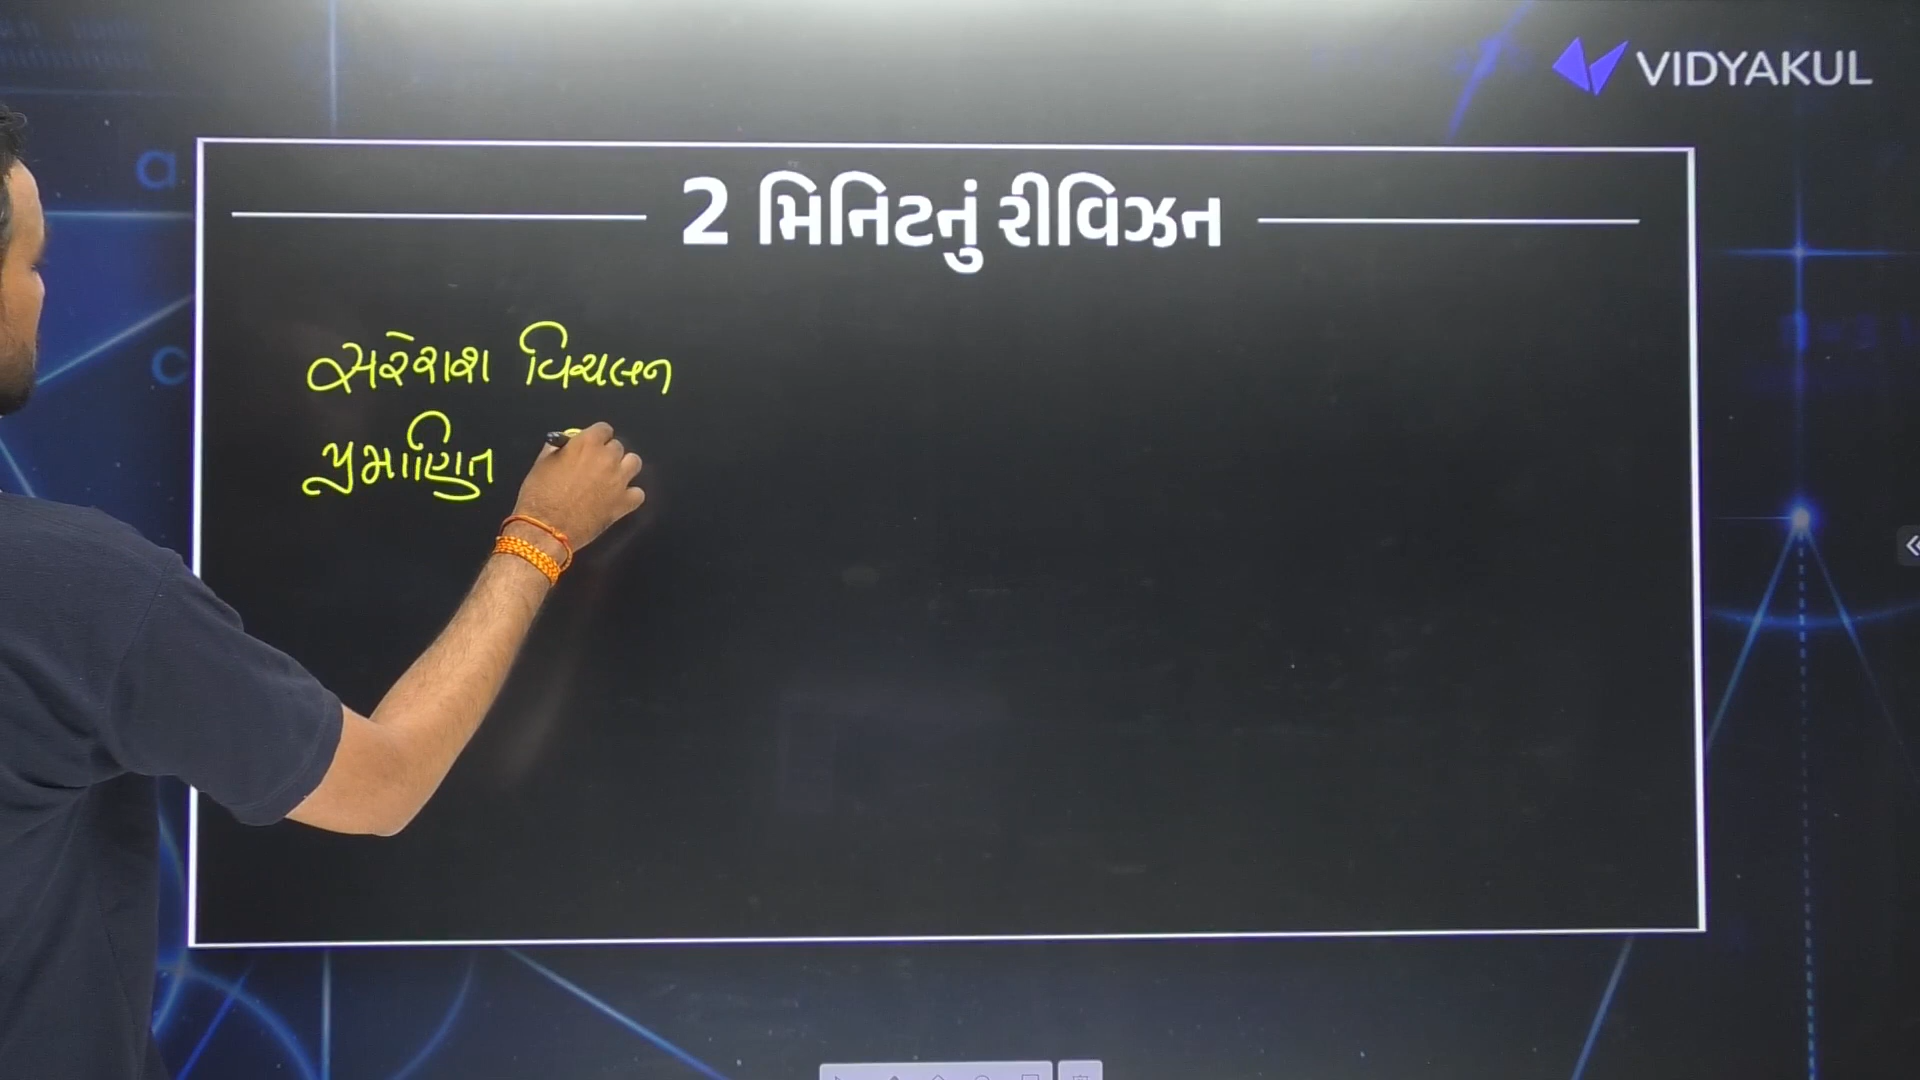 VIDYAKUL
2 મિનિટનું રીવિઝન
સરેરાશ વિચલન
પ્રમાણિત
a
c